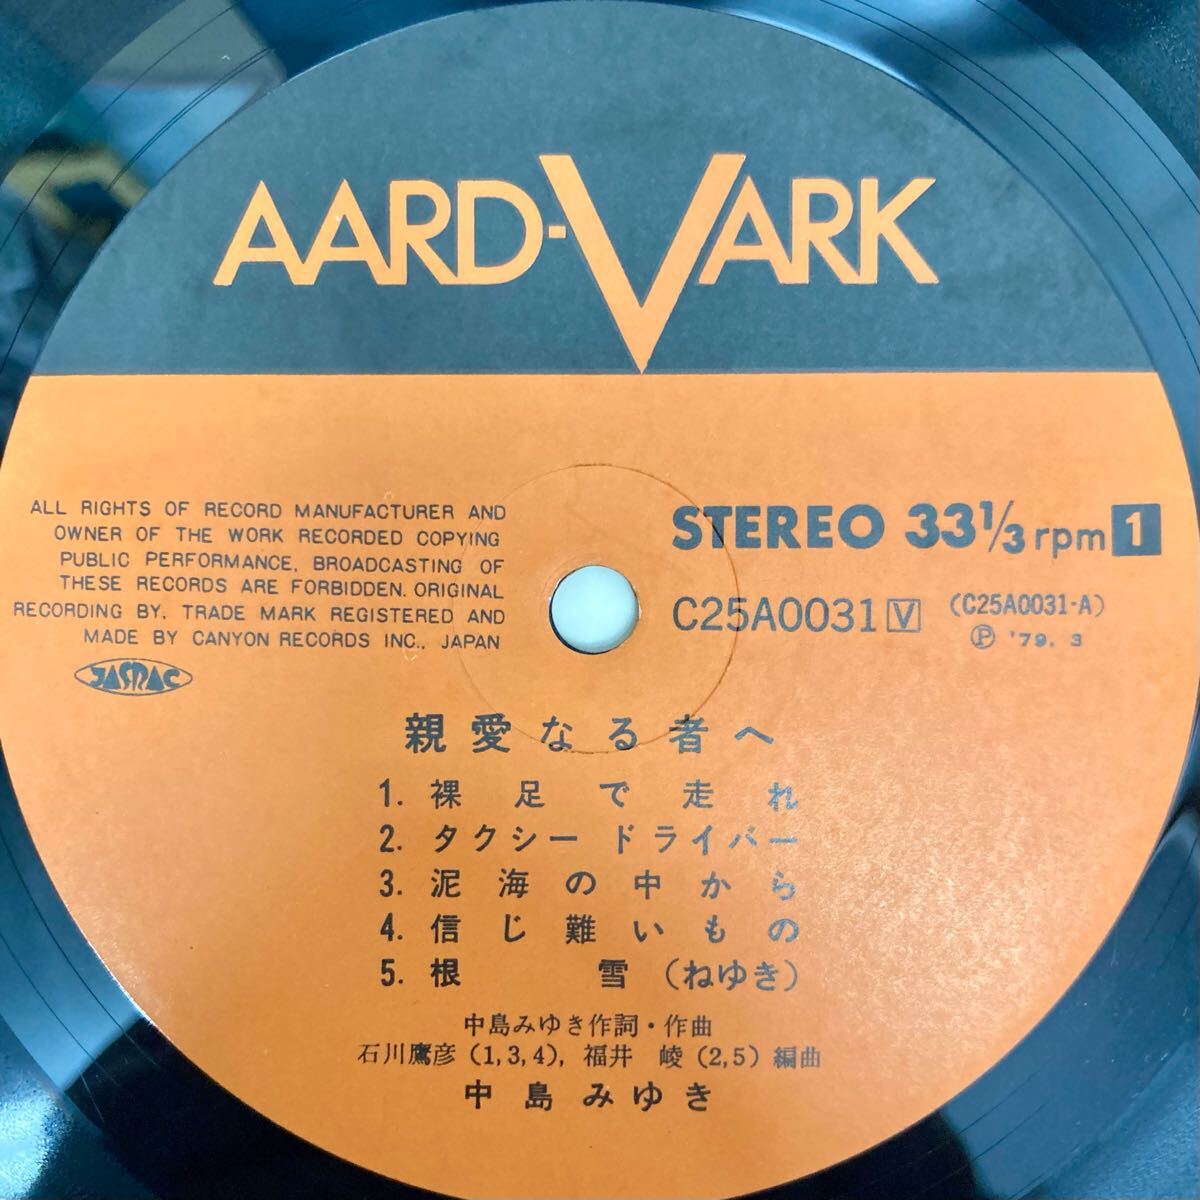 AARD-VARK
ALL RIGHTS OF RECORD MANUFACTURER AND
OWNER OF THE WORK RECORDED COPYING
PUBLIC PERFORMANCE, BROADCASTING OF
THESE RECORDS ARE FORBIDDEN. ORIGINAL
RECORDING BY. TRADE MARK REGISTERED AND
MADE BY CANYON RECORDS INC., JAPAN
JASRAC
STEREO 33⅓rpm 1
C25A0031 V (C25A0031-A)
Ⓟ '79. 3
親愛なる者へ
1. 裸足で走れ
2. タクシー ドライバー
3. 泥海の中から
4. 信じ難いもの
5. 根雪(ねゆき)
中島みゆき作詞・作曲
石川鷹彦(1,3,4), 福井 崚(2,5)編曲
中島みゆき